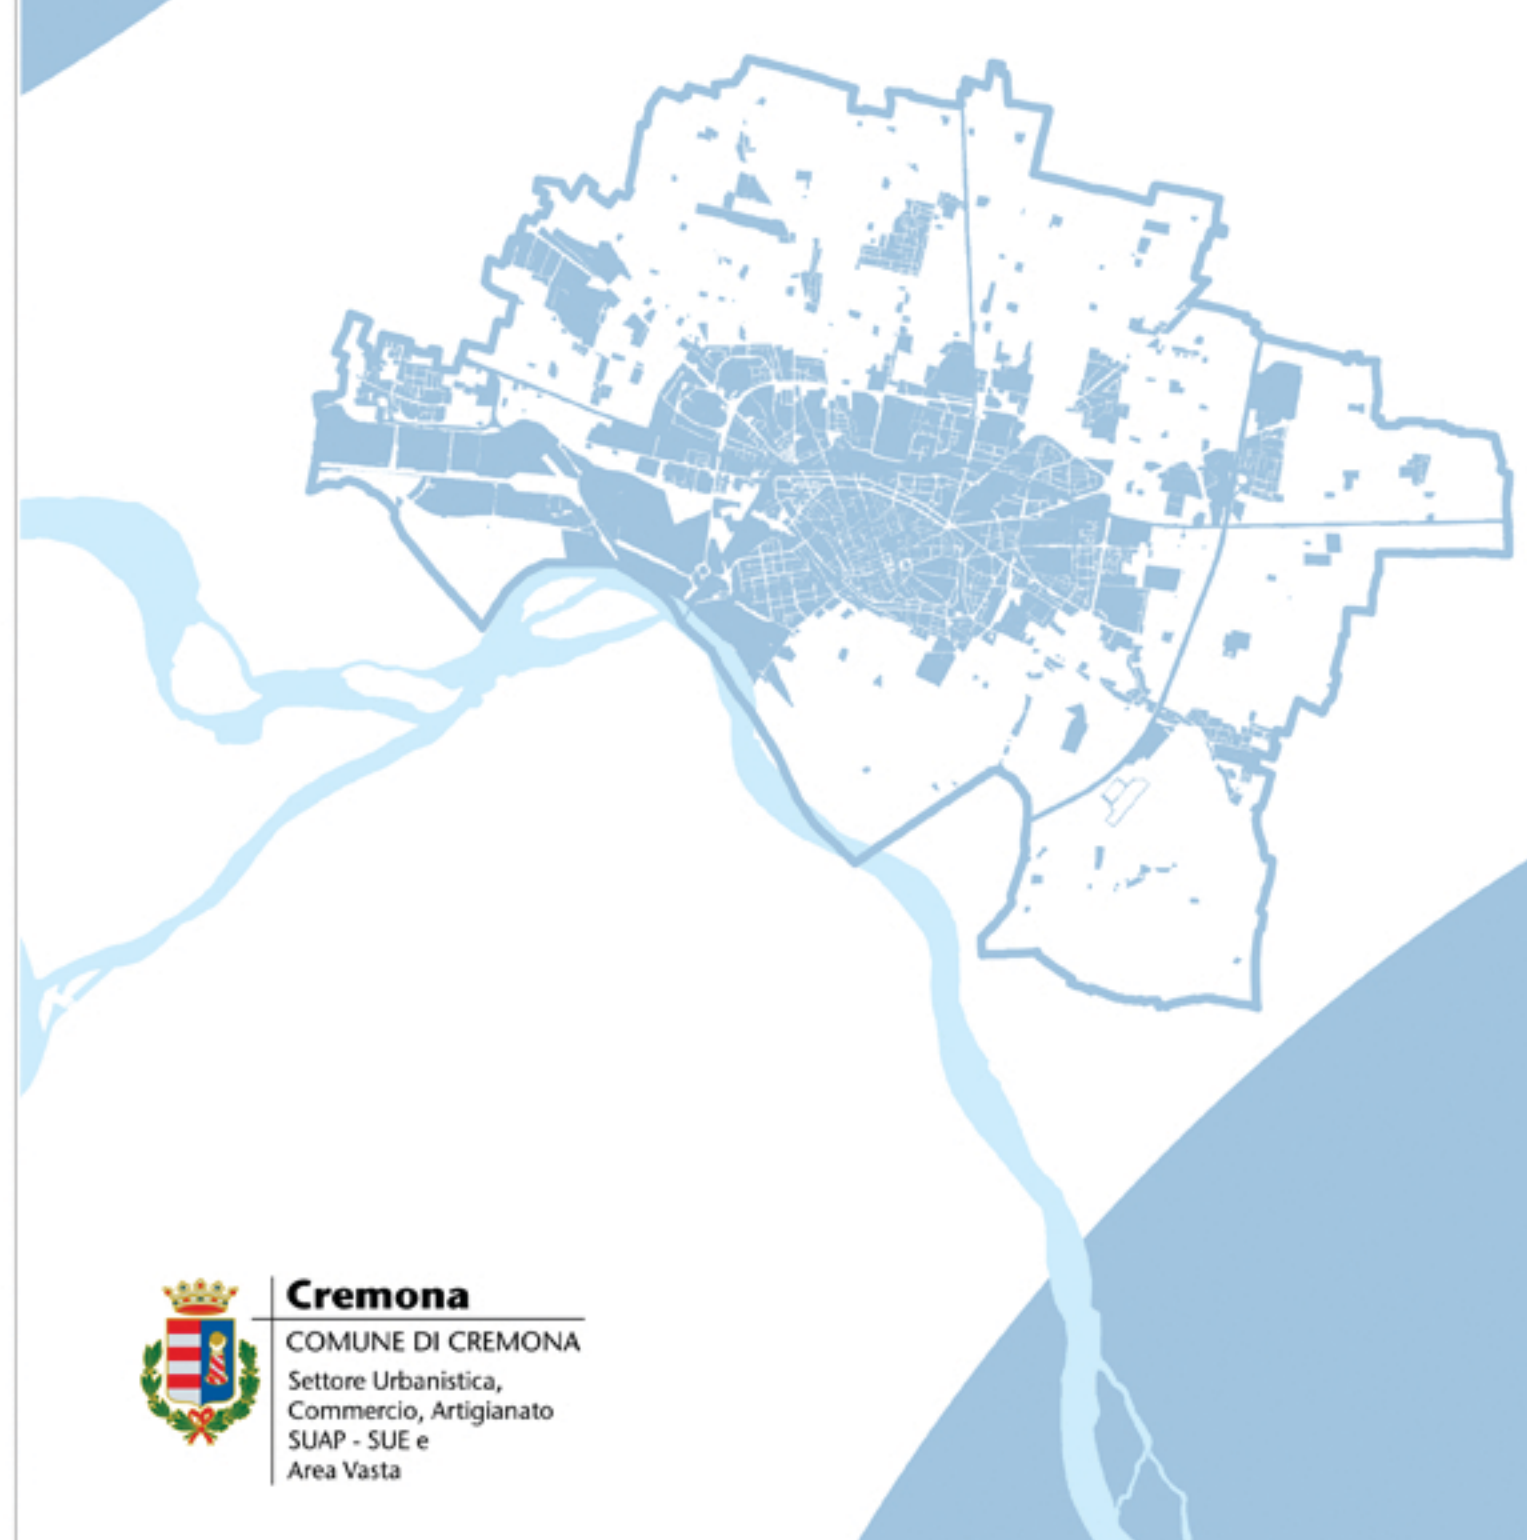 Cremona
COMUNE DI CREMONA
Settore Urbanistica,
Commercio, Artigianato
SUAP - SUE e
Area Vasta